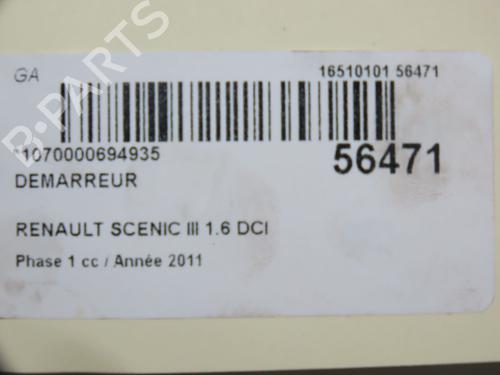 GA
16510101 56471
*1070000694935
56471
DEMARREUR
RENAULT SCENIC III 1.6 DCI
Phase 1 cc / Année 2011
B-PARTS